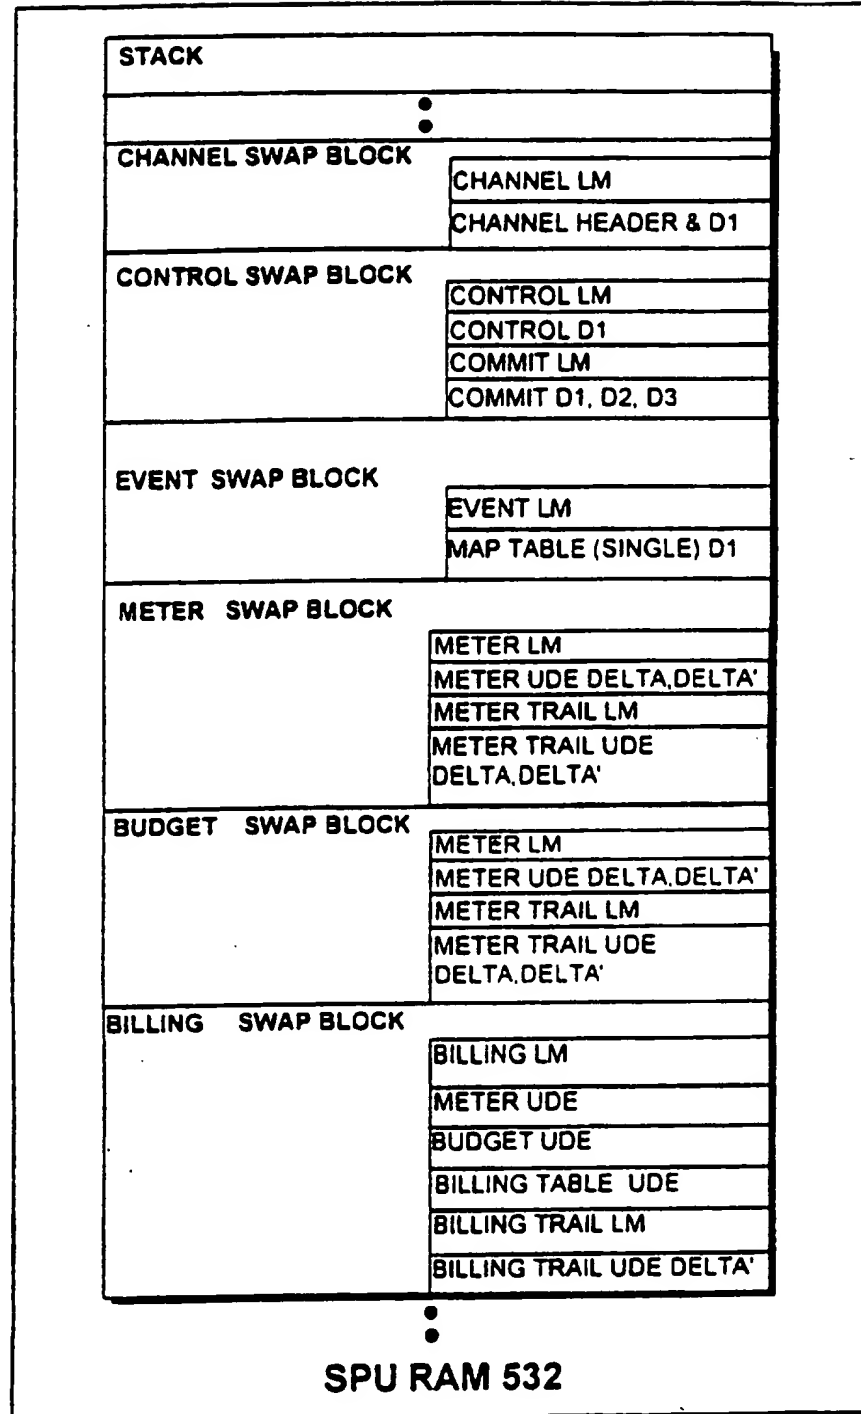 STACK
CHANNEL SWAP BLOCK
CHANNEL LM
CHANNEL HEADER & D1
CONTROL SWAP BLOCK
CONTROL LM
CONTROL D1
COMMIT LM
COMMIT D1, D2, D3
EVENT SWAP BLOCK
EVENT LM
MAP TABLE (SINGLE) D1
METER SWAP BLOCK
METER LM
METER UDE DELTA,DELTA'
METER TRAIL LM
METER TRAIL UDE
DELTA,DELTA'
BUDGET SWAP BLOCK
METER LM
METER UDE DELTA,DELTA'
METER TRAIL LM
METER TRAIL UDE
DELTA,DELTA'
BILLING SWAP BLOCK
BILLING LM
METER UDE
BUDGET UDE
BILLING TABLE UDE
BILLING TRAIL LM
BILLING TRAIL UDE DELTA'
SPU RAM 532